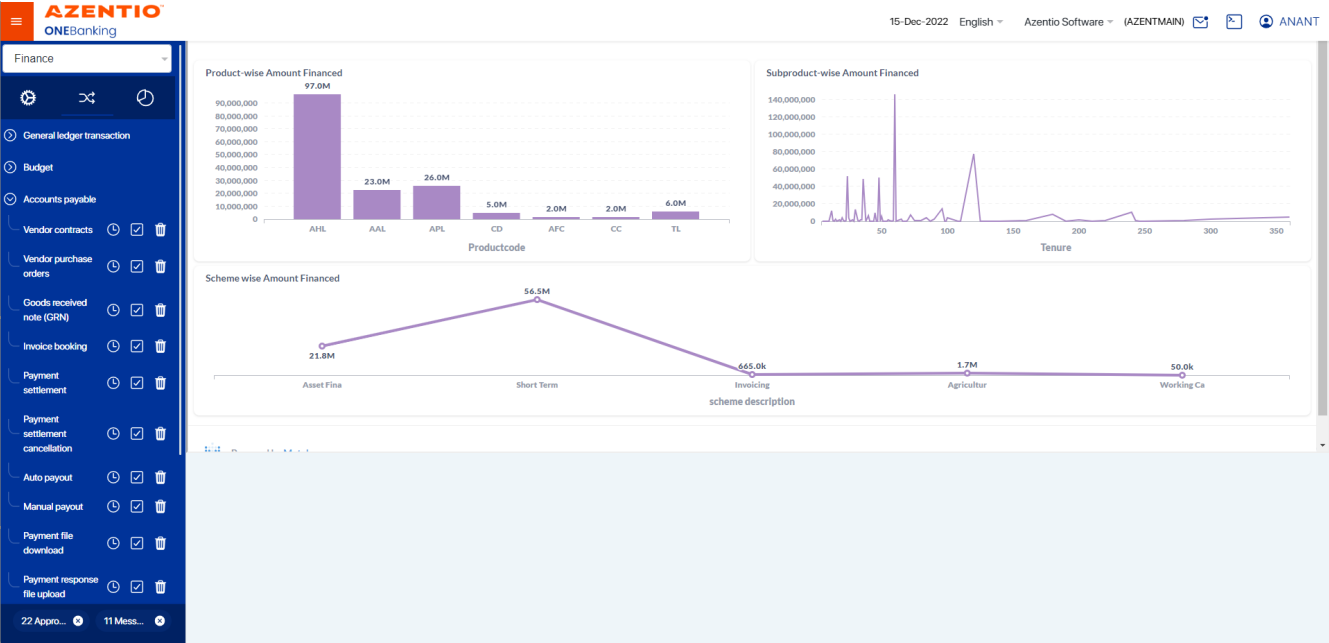 AZENTIO
ONEBanking
15-Dec-2022 English Azentio Software (AZENTMAIN) ANANT
Finance
General ledger transaction
Budget
Accounts payable
Vendor contracts
Vendor purchase
orders
Goods received
note (GRN)
Invoice booking
Payment
settlement
Payment
settlement
cancellation
Auto payout
Manual payout
Payment file
download
Payment response
file upload
22 Appro... 11 Mess...
Product-wise Amount Financed
97.0M
90,000,000
80,000,000
70,000,000
60,000,000
50,000,000
40,000,000
30,000,000
20,000,000
10,000,000
0
23.0M
26.0M
5.0M
2.0M
2.0M
6.0M
AHL AAL APL CD AFC CC TL
Productcode
Subproduct-wise Amount Financed
140,000,000
120,000,000
100,000,000
80,000,000
60,000,000
40,000,000
20,000,000
0
50 100 150 200 250 300 350
Tenure
Scheme wise Amount Financed
56.5M
21.8M
665.0k
1.7M
50.0k
Asset Fina Short Term Invoicing Agricultur Working Ca
scheme description